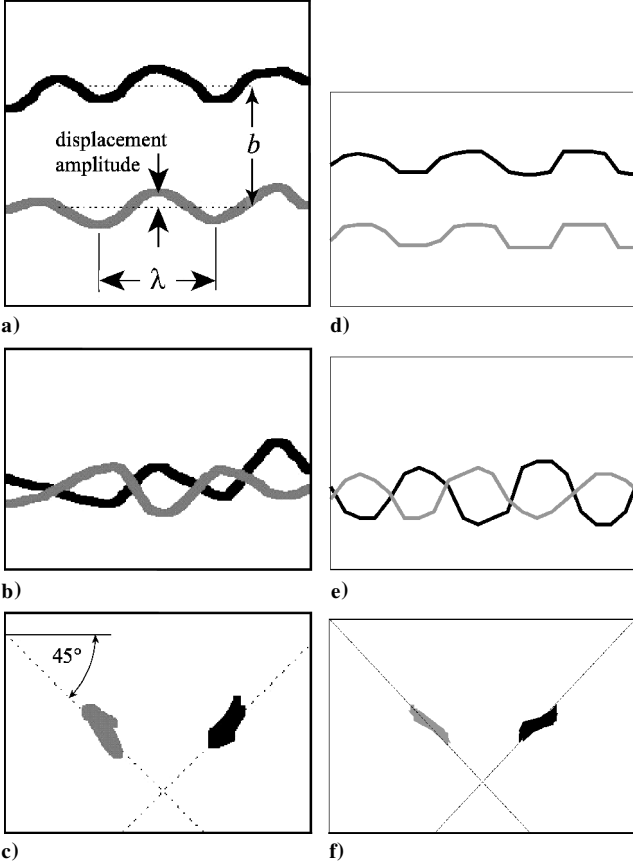 displacement
amplitude
b
λ
a)
d)
b)
e)
45°
c)
f)